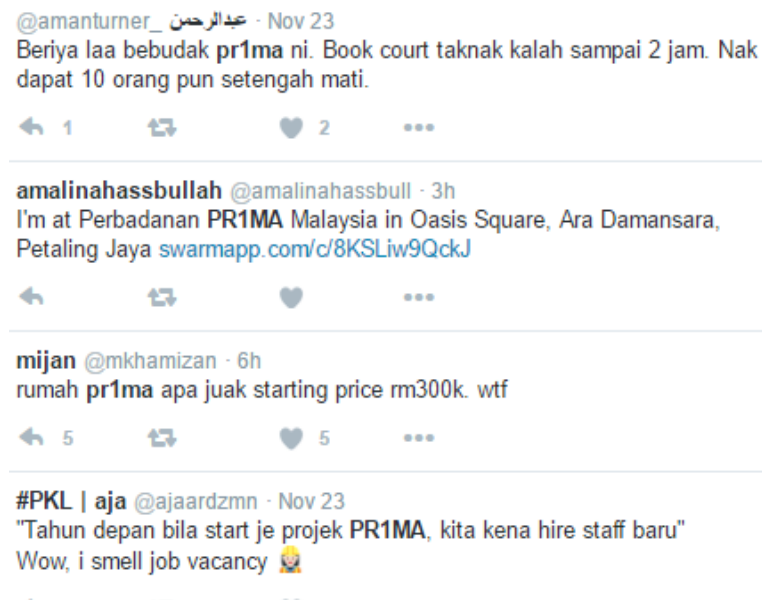 @amanturner_ عبدالرحمن · Nov 23
Beriya laa bebudak pr1ma ni. Book court taknak kalah sampai 2 jam. Nak
dapat 10 orang pun setengah mati.
1 2
amalinahassbullah @amalinahassbull · 3h
I'm at Perbadanan PR1MA Malaysia in Oasis Square, Ara Damansara,
Petaling Jaya swarmapp.com/c/8KSLiw9QckJ
mijan @mkhamizan · 6h
rumah pr1ma apa juak starting price rm300k. wtf
5 5
#PKL | aja @ajaardzmn · Nov 23
"Tahun depan bila start je projek PR1MA, kita kena hire staff baru"
Wow, i smell job vacancy 👷